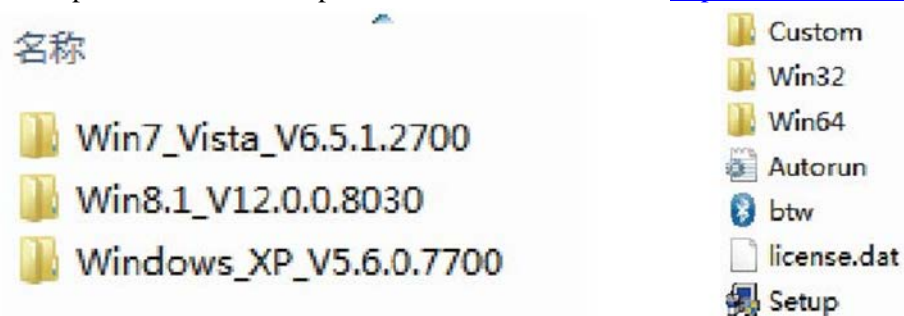 名称
Win7_Vista_V6.5.1.2700
Win8.1_V12.0.0.8030
Windows_XP_V5.6.0.7700
Custom
Win32
Win64
Autorun
btw
license.dat
Setup